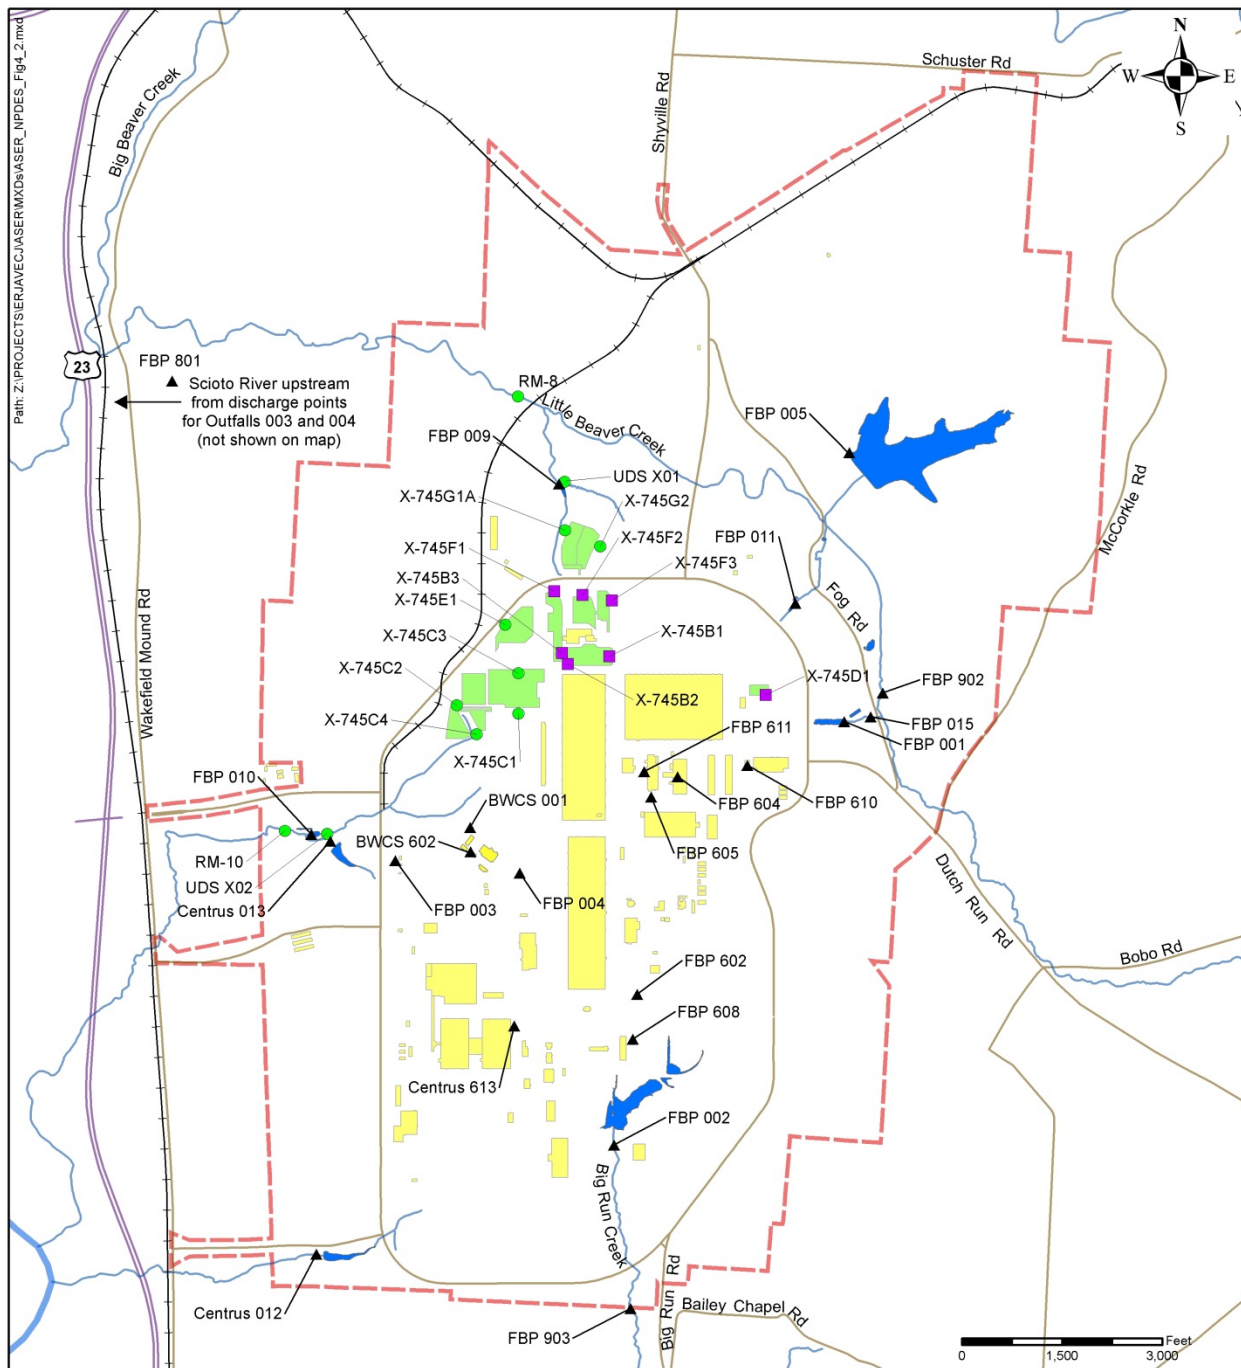 Path: Z:\PROJECTS\ERJAVECJ\ASER\MXDs\ASER_NPDES_Fig4_2.mxd
N
W E
S
Schuster Rd
Shyville Rd
Big Beaver Creek
23
FBP 801
Scioto River upstream
from discharge points
for Outfalls 003 and 004
(not shown on map)
RM-8
Little Beaver Creek
FBP 005
FBP 009
UDS X01
X-745G1A
X-745G2
X-745F1
X-745F2
FBP 011
X-745B3
X-745F3
X-745E1
X-745C3
X-745B1
X-745C2
X-745D1
X-745B2
FBP 902
X-745C4
FBP 611
FBP 015
FBP 001
X-745C1
McCorkle Rd
Fog Rd
Wakefield Mound Rd
FBP 010
BWCS 001
FBP 604
FBP 610
BWCS 602
FBP 605
RM-10
UDS X02
Centrus 013
FBP 003
FBP 004
Dutch Run Rd
Bobo Rd
FBP 602
FBP 608
Centrus 613
FBP 002
Big Run Creek
Centrus 012
FBP 903
Big Run Rd
Bailey Chapel Rd
Feet
0 1,500 3,000